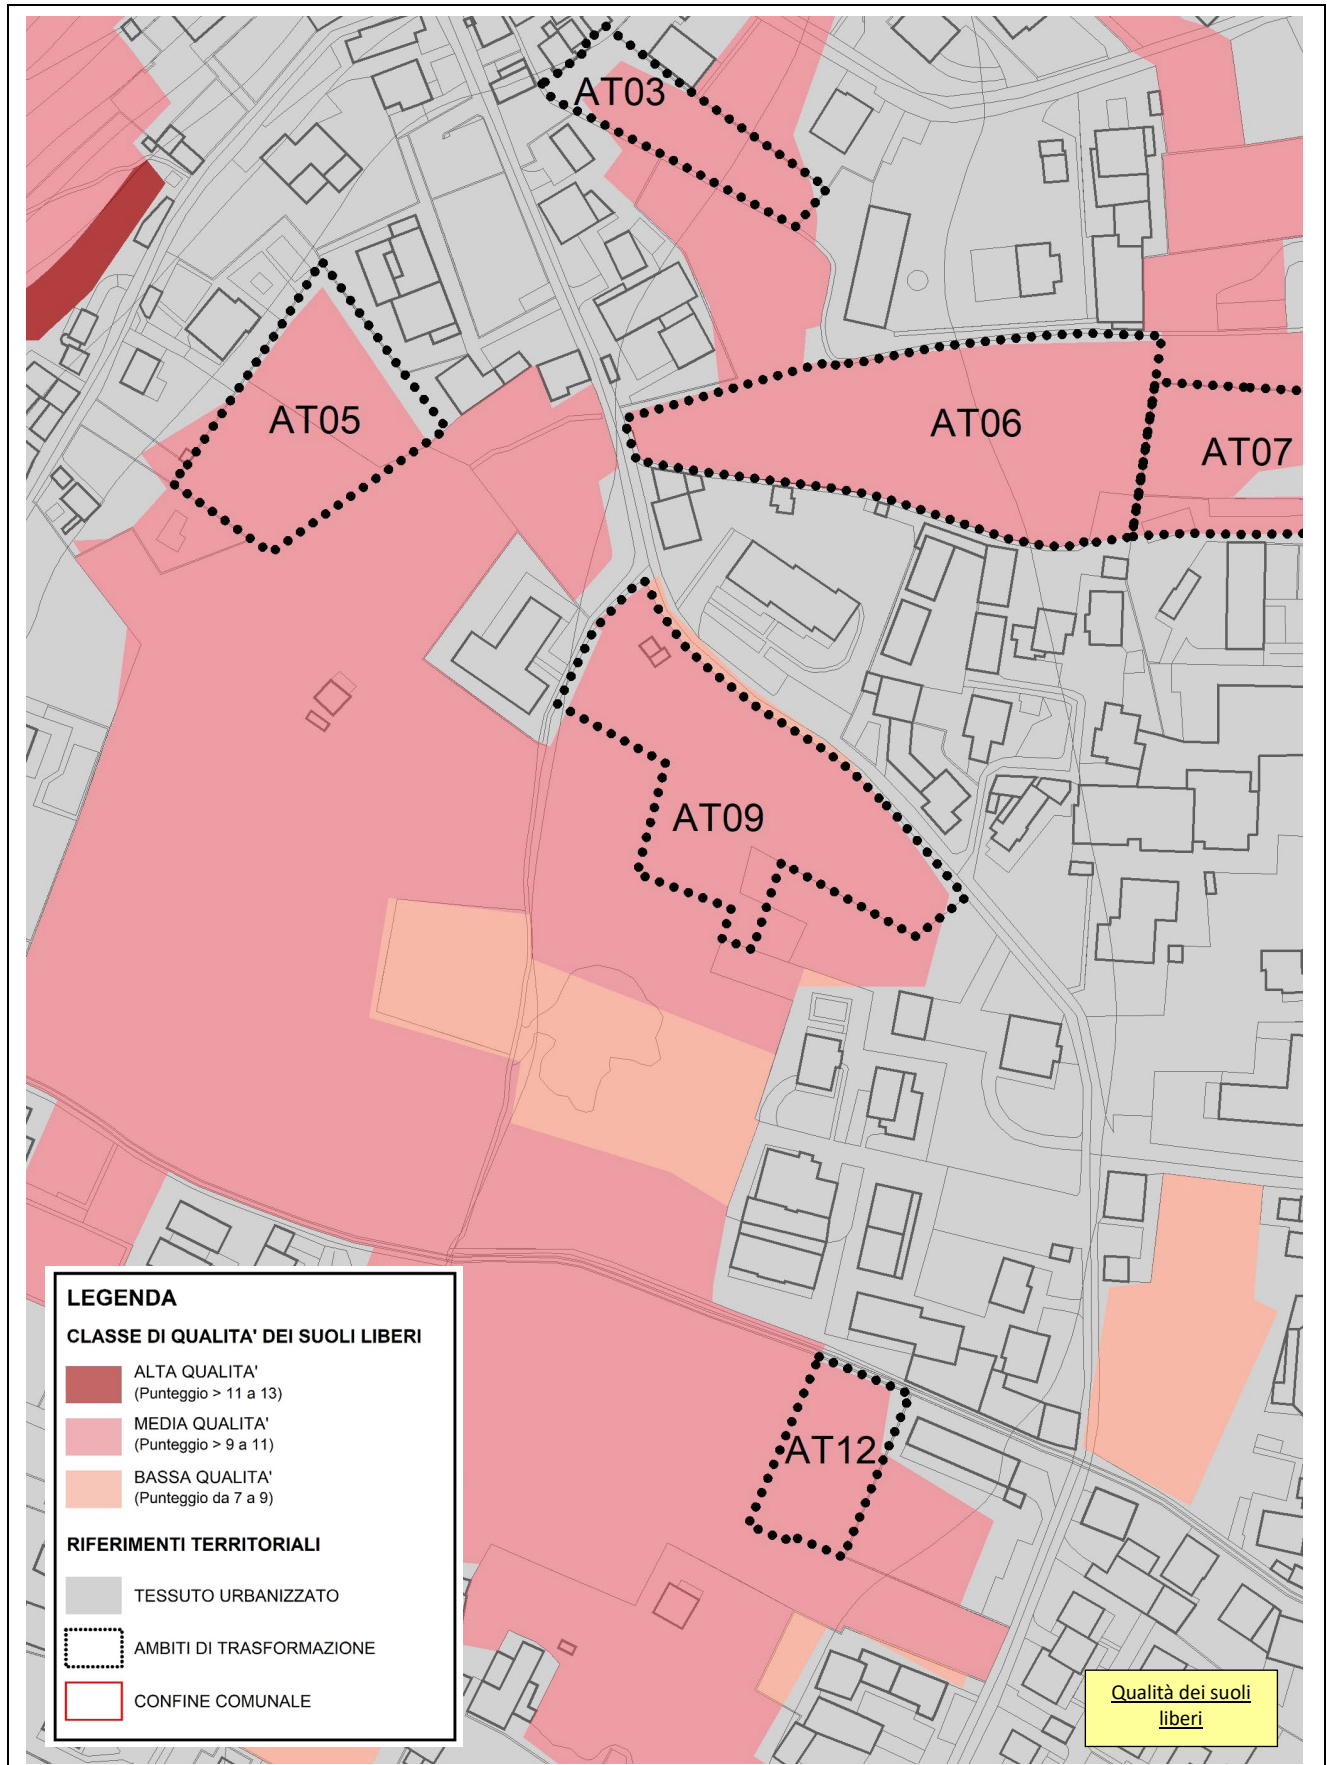 AT03
AT05
AT06
AT07
AT09
AT12
LEGENDA
CLASSE DI QUALITA' DEI SUOLI LIBERI
ALTA QUALITA'
(Punteggio > 11 a 13)
MEDIA QUALITA'
(Punteggio > 9 a 11)
BASSA QUALITA'
(Punteggio da 7 a 9)
RIFERIMENTI TERRITORIALI
TESSUTO URBANIZZATO
AMBITI DI TRASFORMAZIONE
CONFINE COMUNALE
Qualità dei suoli
liberi